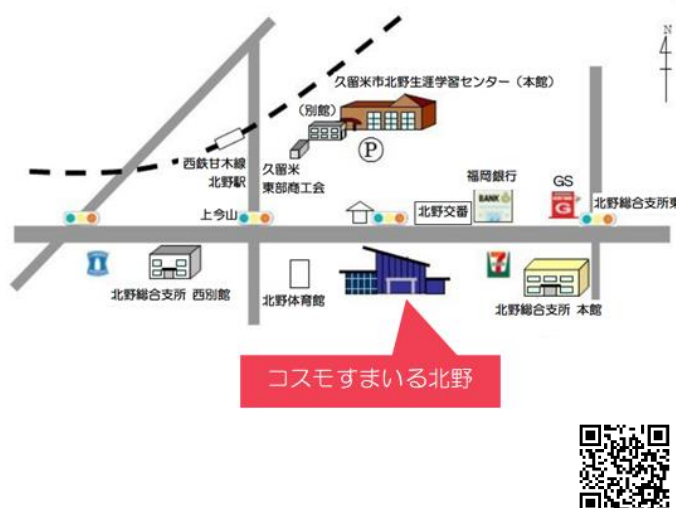 N
久留米市北野生涯学習センター（本館）
（別館）
P
西鉄甘木線
北野駅
久留米
東部商工会
福岡銀行
BANK
GS
G
上今山
北野交番
北野総合支所東
北野総合支所 西別館
北野体育館
7
北野総合支所 本館
コスモすまいる北野